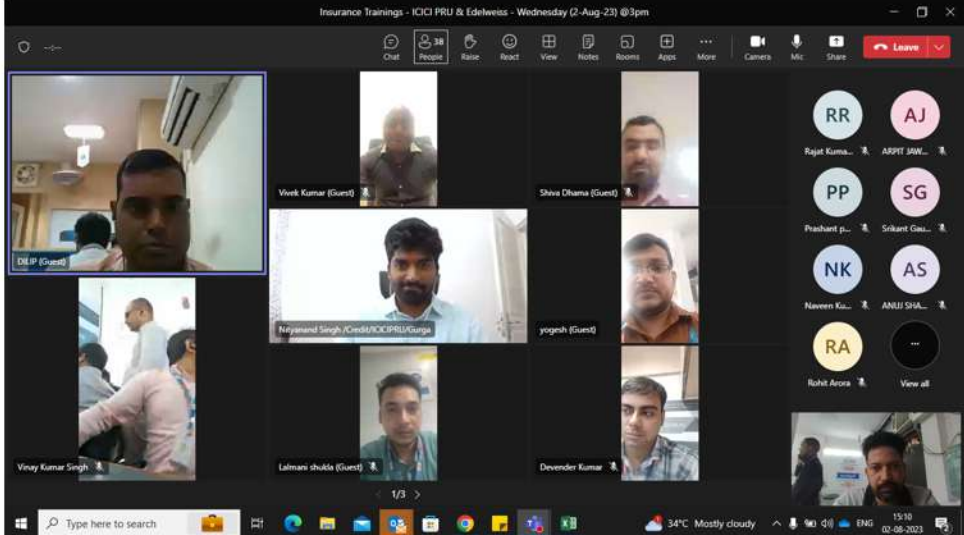 Insurance Trainings - ICICI PRU & Edelweiss - Wednesday (2-Aug-23) @3pm
--:--
38
Chat People Raise React View Notes Rooms Apps More Camera Mic Share Leave
DILIP (Guest)
Vivek Kumar (Guest)
Shiva Dhama (Guest)
RR
Rajat Kuma...
AJ
ARPIT JAW...
Nityanand Singh /Credit/ICICIPRU/Gurga
yogesh (Guest)
PP
Prashant p...
SG
Srikant Gau...
NK
Naveen Ku...
AS
ANUJ SHA...
Vinay Kumar Singh
Lalmani shukla (Guest)
Devender Kumar
RA
Rohit Arora
...
View all
1/3
Type here to search
34°C Mostly cloudy
ENG
15:10
02-08-2023